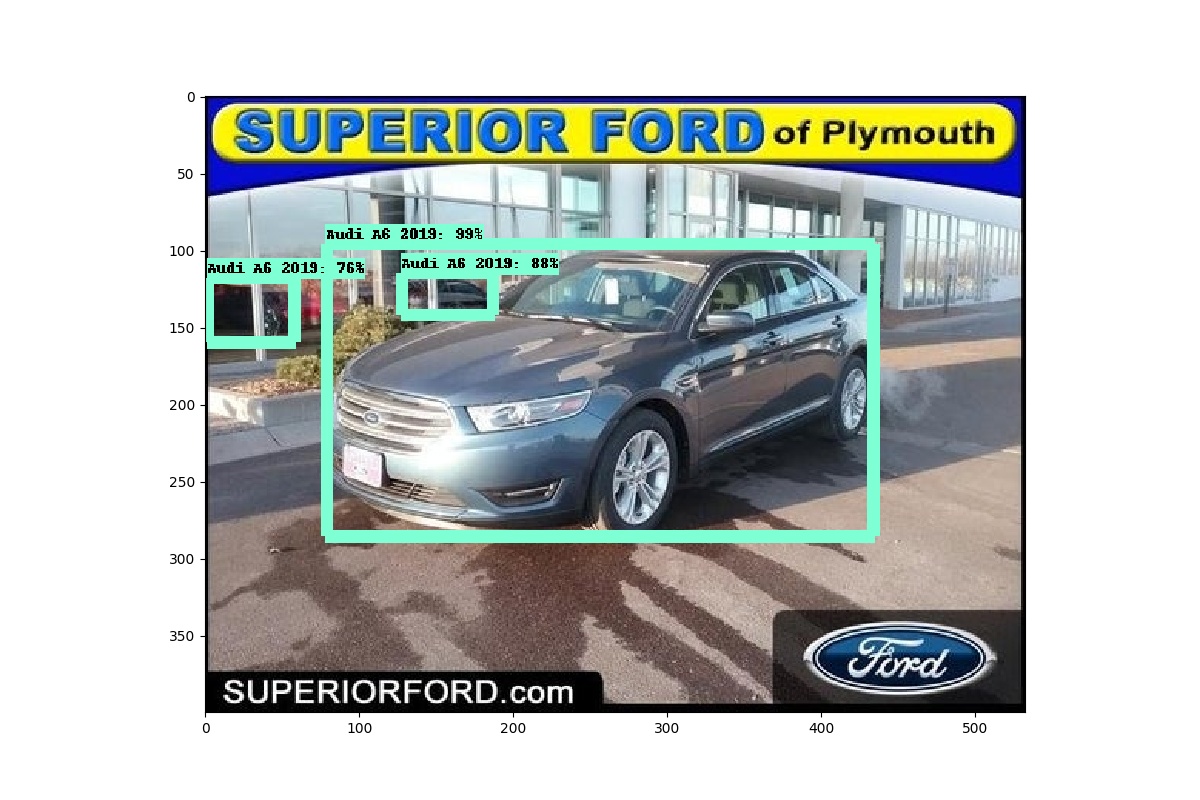 0
SUPERIOR FORD of Plymouth
50
Audi A6 2019: 99%
100
Audi A6 2019: 88%
Audi A6 2019: 76%
150
200
250
300
350
Ford
SUPERIORFORD.com
0 100 200 300 400 500